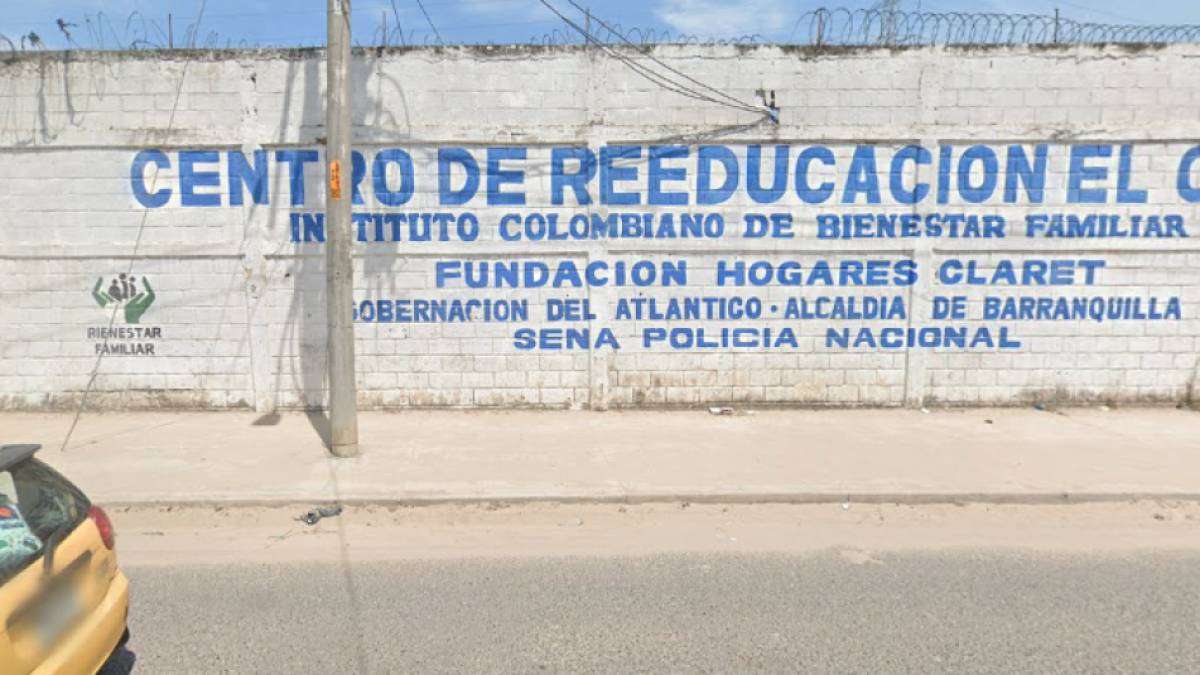 CENTRO DE REEDUCACION EL
INSTITUTO COLOMBIANO DE BIENESTAR FAMILIAR
FUNDACION HOGARES CLARET
GOBERNACION DEL ATLANTICO · ALCALDIA DE BARRANQUILLA
SENA POLICIA NACIONAL
BIENESTAR
FAMILIAR